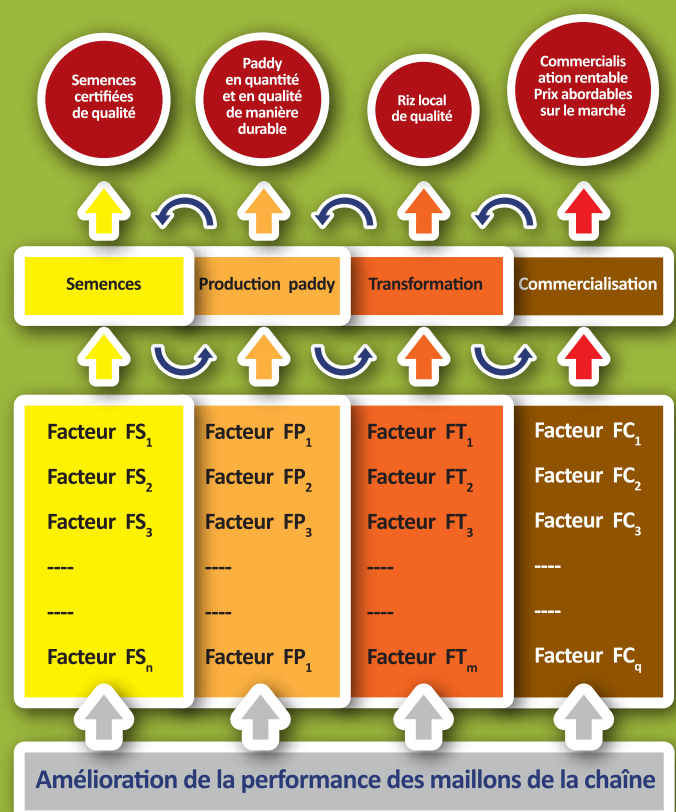 Semences
certifiées
de qualité
Paddy
en quantité
et en qualité
de manière
durable
Riz local
de qualité
Commercialis
ation rentable
Prix abordables
sur le marché
Semences
Production paddy
Transformation
Commercialisation
Facteur FS1
Facteur FS2
Facteur FS3
----
----
Facteur FSn
Facteur FP1
Facteur FP2
Facteur FP3
----
----
Facteur FP1
Facteur FT1
Facteur FT2
Facteur FT3
----
----
Facteur FTm
Facteur FC1
Facteur FC2
Facteur FC3
----
----
Facteur FCq
Amélioration de la performance des maillons de la chaîne